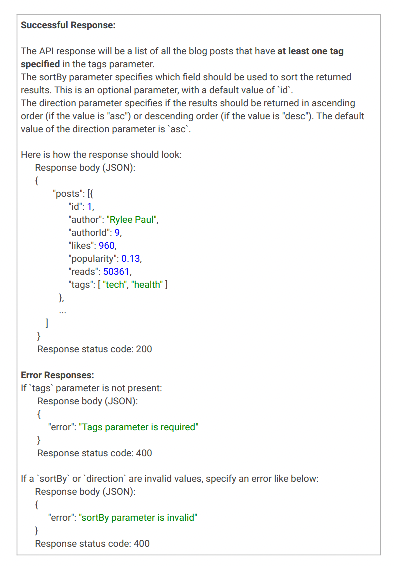 Successful Response:
The API response will be a list of all the blog posts that have at least one tag
specified in the tags parameter.
The sortBy parameter specifies which field should be used to sort the returned
results. This is an optional parameter, with a default value of `id`.
The direction parameter specifies if the results should be returned in ascending
order (if the value is "asc") or descending order (if the value is "desc"). The default
value of the direction parameter is `asc`.
Here is how the response should look:
Response body (JSON):
{
"posts": [{
"id": 1,
"author": "Rylee Paul",
"authorId": 9,
"likes": 960,
"popularity": 0.13,
"reads": 50361,
"tags": [ "tech", "health" ]
},
...
]
}
Response status code: 200
Error Responses:
If `tags` parameter is not present:
Response body (JSON):
{
"error": "Tags parameter is required"
}
Response status code: 400
If a `sortBy` or `direction` are invalid values, specify an error like below:
Response body (JSON):
{
"error": "sortBy parameter is invalid"
}
Response status code: 400